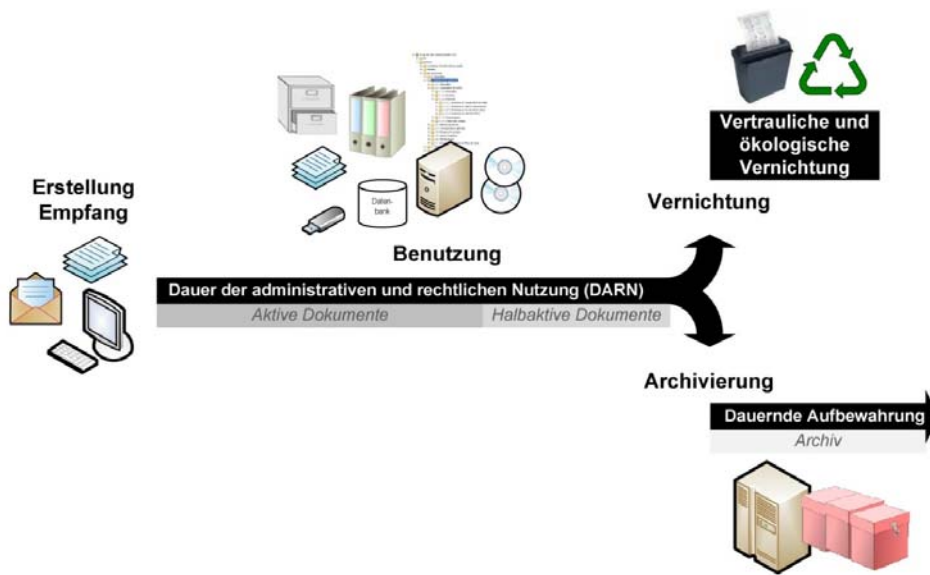 Vertrauliche und
ökologische
Vernichtung
Erstellung
Empfang
Daten-
bank
Vernichtung
Benutzung
Dauer der administrativen und rechtlichen Nutzung (DARN)
Aktive Dokumente
Halbaktive Dokumente
Archivierung
Dauernde Aufbewahrung
Archiv